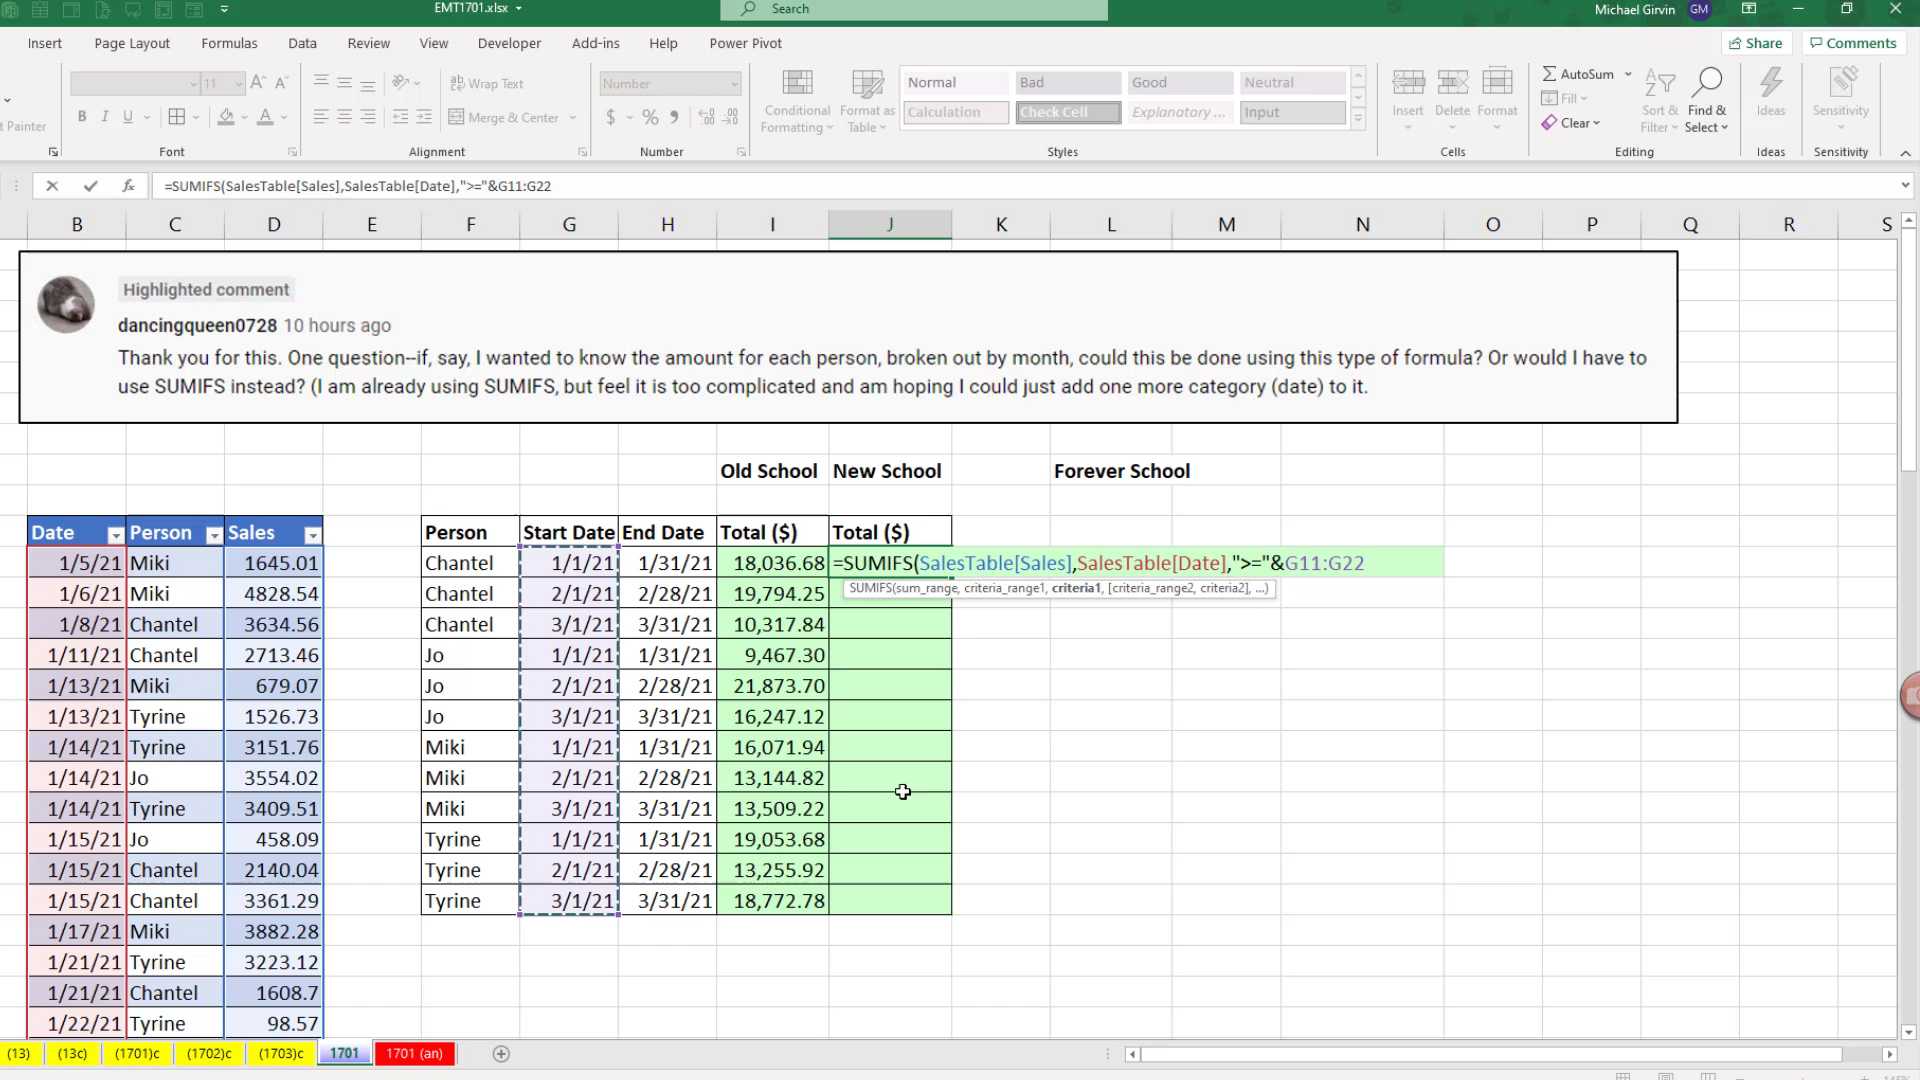 EMT1701.xlsx
Search
Michael Girvin GM
Insert Page Layout Formulas Data Review View Developer Add-ins Help Power Pivot
Share Comments
11 Wrap Text Number
Normal Bad Good Neutral
AutoSum
t Painter B I U Merge & Center $ %
Conditional Formatting
Format as Table
Calculation Check Cell Explanatory ... Input
Insert Delete Format
Fill
Clear
Sort & Filter
Find & Select
Ideas Sensitivity
Font Alignment Number Styles Cells Editing Ideas Sensitivity
fx =SUMIFS(SalesTable[Sales],SalesTable[Date],">="&G11:G22
B C D E F G H I J K L M N O P Q R S
Highlighted comment
dancingqueen0728 10 hours ago
Thank you for this. One question--if, say, I wanted to know the amount for each person, broken out by month, could this be done using this type of formula? Or would I have to
use SUMIFS instead? (I am already using SUMIFS, but feel it is too complicated and am hoping I could just add one more category (date) to it.
Old School New School Forever School
Date Person Sales Person Start Date End Date Total ($) Total ($)
1/5/21 Miki 1645.01 Chantel 1/1/21 1/31/21 18,036.68 =SUMIFS(SalesTable[Sales],SalesTable[Date],">="&G11:G22
SUMIFS(sum_range, criteria_range1, criteria1, [criteria_range2, criteria2], ...)
1/6/21 Miki 4828.54 Chantel 2/1/21 2/28/21 19,794.25
1/8/21 Chantel 3634.56 Chantel 3/1/21 3/31/21 10,317.84
1/11/21 Chantel 2713.46 Jo 1/1/21 1/31/21 9,467.30
1/13/21 Miki 679.07 Jo 2/1/21 2/28/21 21,873.70
1/13/21 Tyrine 1526.73 Jo 3/1/21 3/31/21 16,247.12
1/14/21 Tyrine 3151.76 Miki 1/1/21 1/31/21 16,071.94
1/14/21 Jo 3554.02 Miki 2/1/21 2/28/21 13,144.82
1/14/21 Tyrine 3409.51 Miki 3/1/21 3/31/21 13,509.22
1/15/21 Jo 458.09 Tyrine 1/1/21 1/31/21 19,053.68
1/15/21 Chantel 2140.04 Tyrine 2/1/21 2/28/21 13,255.92
1/15/21 Chantel 3361.29 Tyrine 3/1/21 3/31/21 18,772.78
1/17/21 Miki 3882.28
1/21/21 Tyrine 3223.12
1/21/21 Chantel 1608.7
1/22/21 Tyrine 98.57
(13) (13c) (1701)c (1702)c (1703)c 1701 1701 (an)